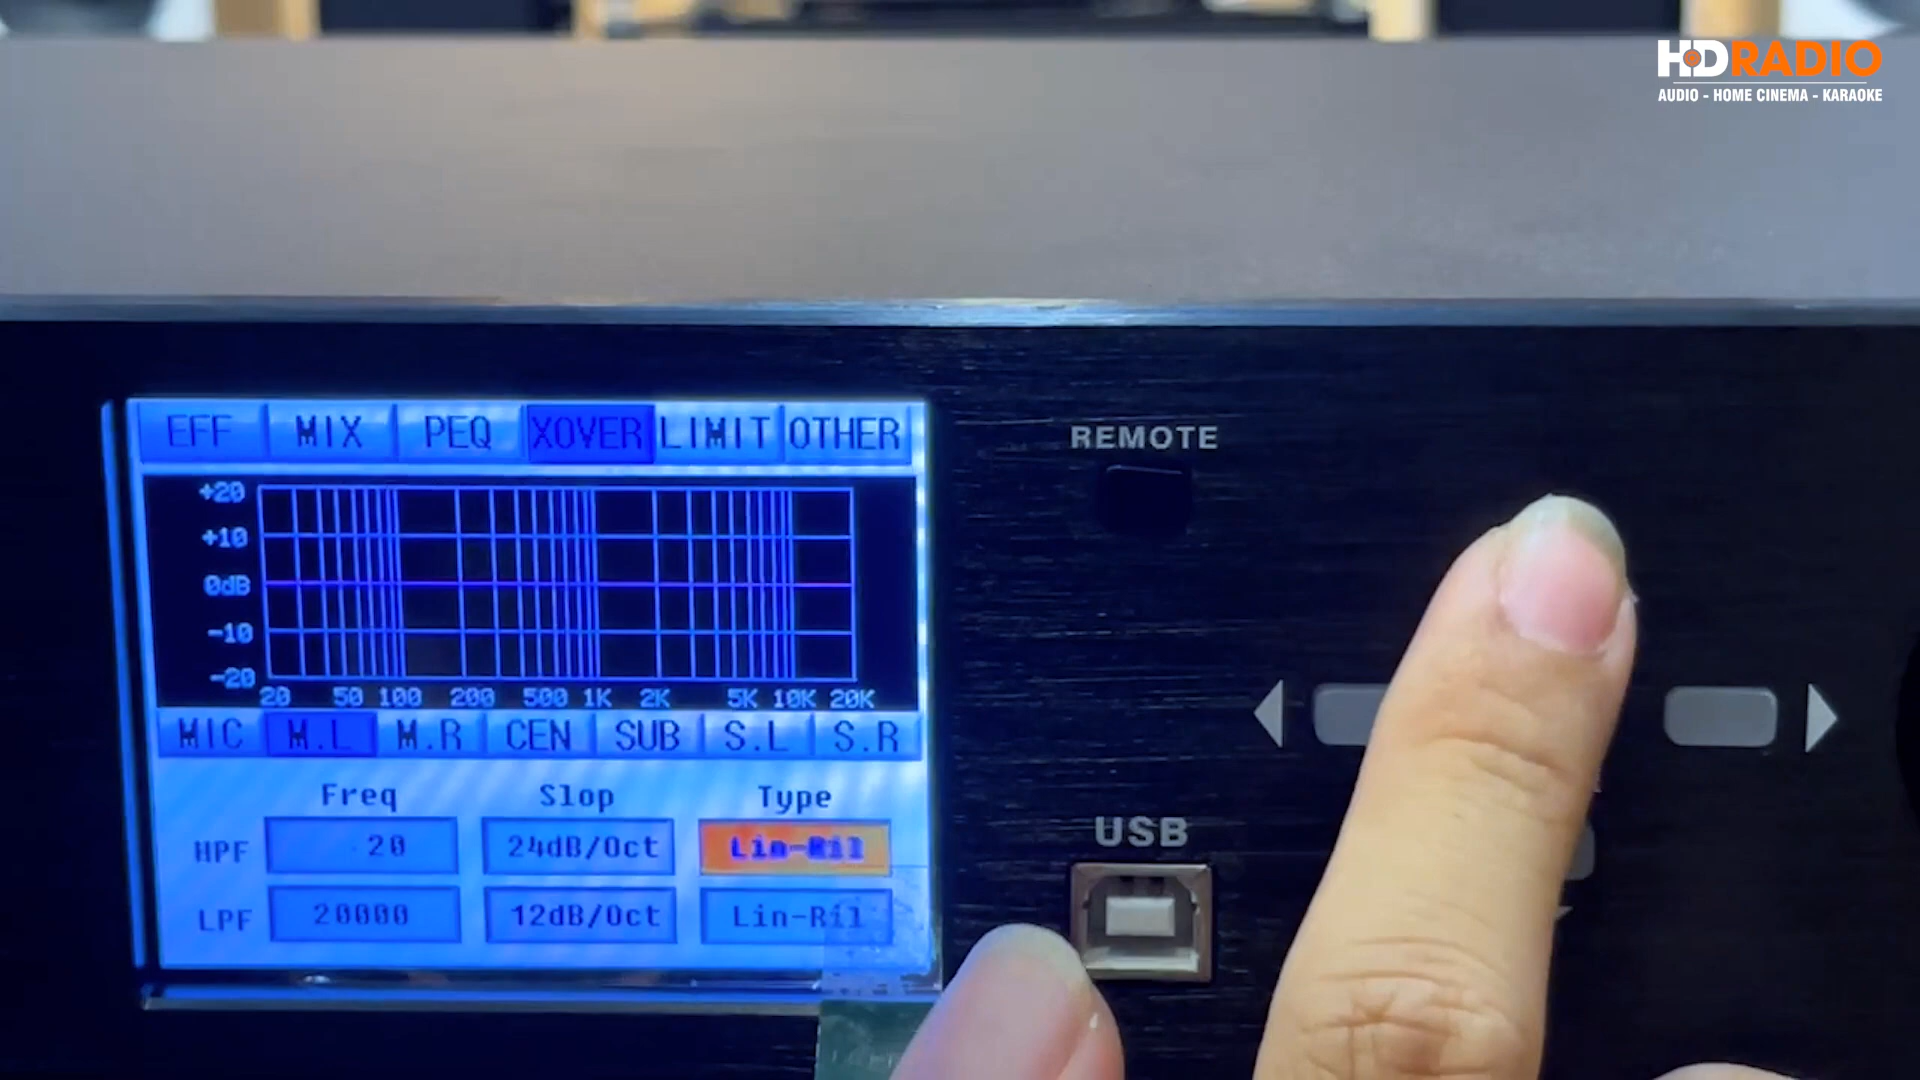 HDRADIO
AUDIO - HOME CINEMA - KARAOKE
EFF MIX PEQ XOVER LIMIT OTHER
+20
+10
0dB
-10
-20
20 50 100 200 500 1K 2K 5K 10K 20K
MIC M.L M.R CEN SUB S.L S.R
Freq Slop Type
HPF 20 24dB/Oct Lin-Ril
LPF 20000 12dB/Oct Lin-Ril
REMOTE
USB